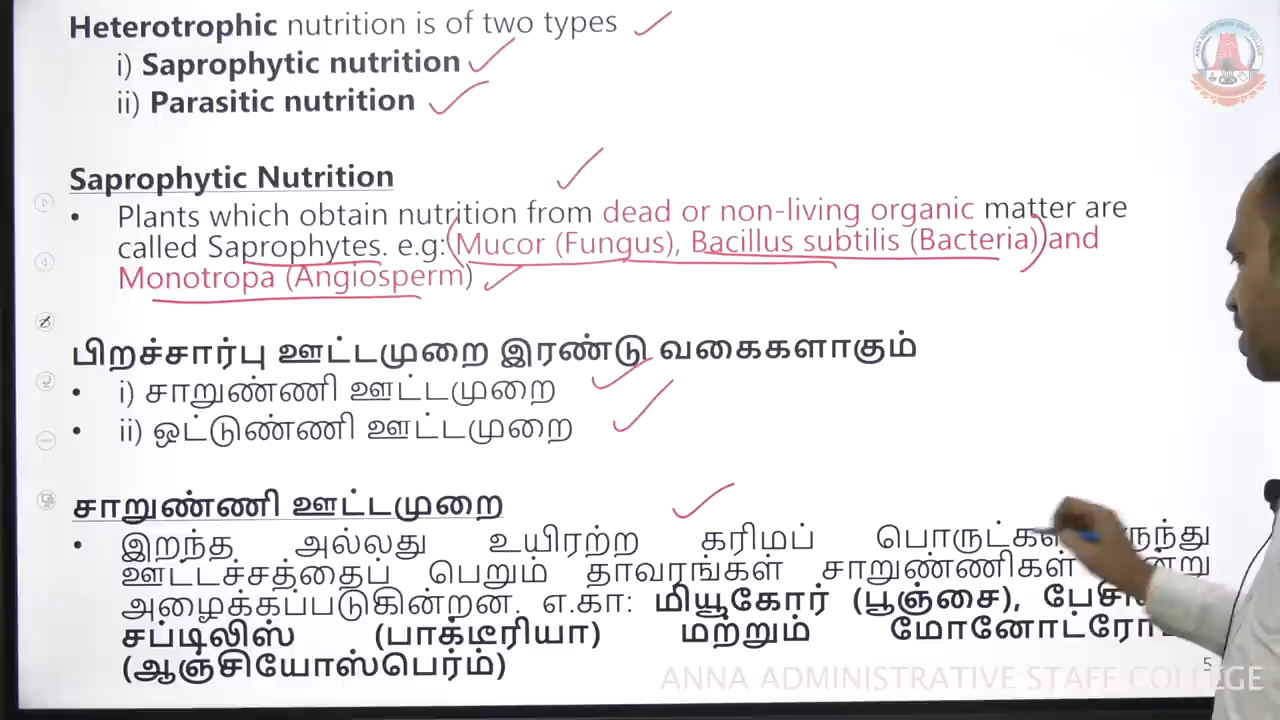 Heterotrophic nutrition is of two types
i) Saprophytic nutrition
ii) Parasitic nutrition
Saprophytic Nutrition
• Plants which obtain nutrition from dead or non-living organic matter are
called Saprophytes. e.g:(Mucor (Fungus), Bacillus subtilis (Bacteria))and
Monotropa (Angiosperm)
பிறச்சார்பு ஊட்டமுறை இரண்டு வகைகளாகும்
• i) சாறுண்ணி ஊட்டமுறை
• ii) ஒட்டுண்ணி ஊட்டமுறை
சாறுண்ணி ஊட்டமுறை
• இறந்த அல்லது உயிரற்ற கரிமப்
ஊட்டச்சத்தைப் பெறும் தாவரங்கள் சாறுண்ணிகள்
அழைக்கப்படுகின்றன. எ.கா: மியூகோர் (பூஞ்சை),
சப்டிலிஸ் (பாக்டீரியா) மற்றும்
(ஆஞ்சியோஸ்பெர்ம்)
5
ANNA ADMINISTRATIVE STAFF COLLEGE